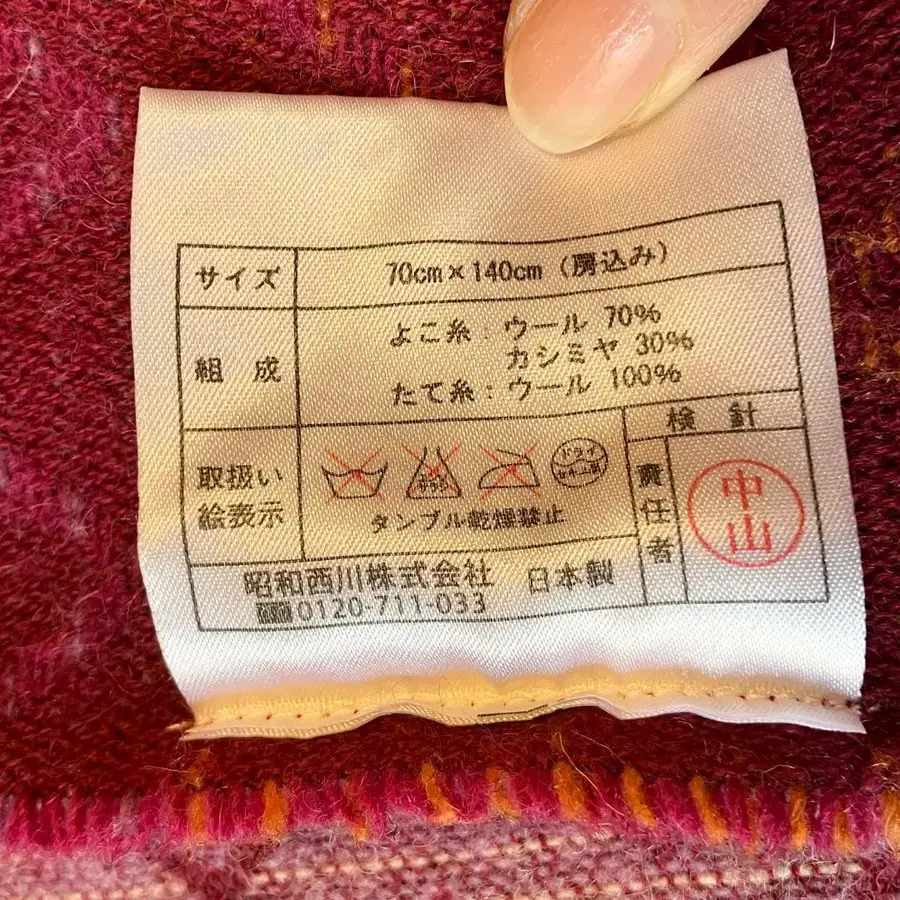 サイズ 70cm×140cm (房込み)
組成 よこ糸:ウール 70%
カシミヤ 30%
たて糸:ウール 100%
取扱い絵表示
ドライ
タンブル乾燥禁止
検針
責任者
中山
昭和西川株式会社 日本製
0120-711-033